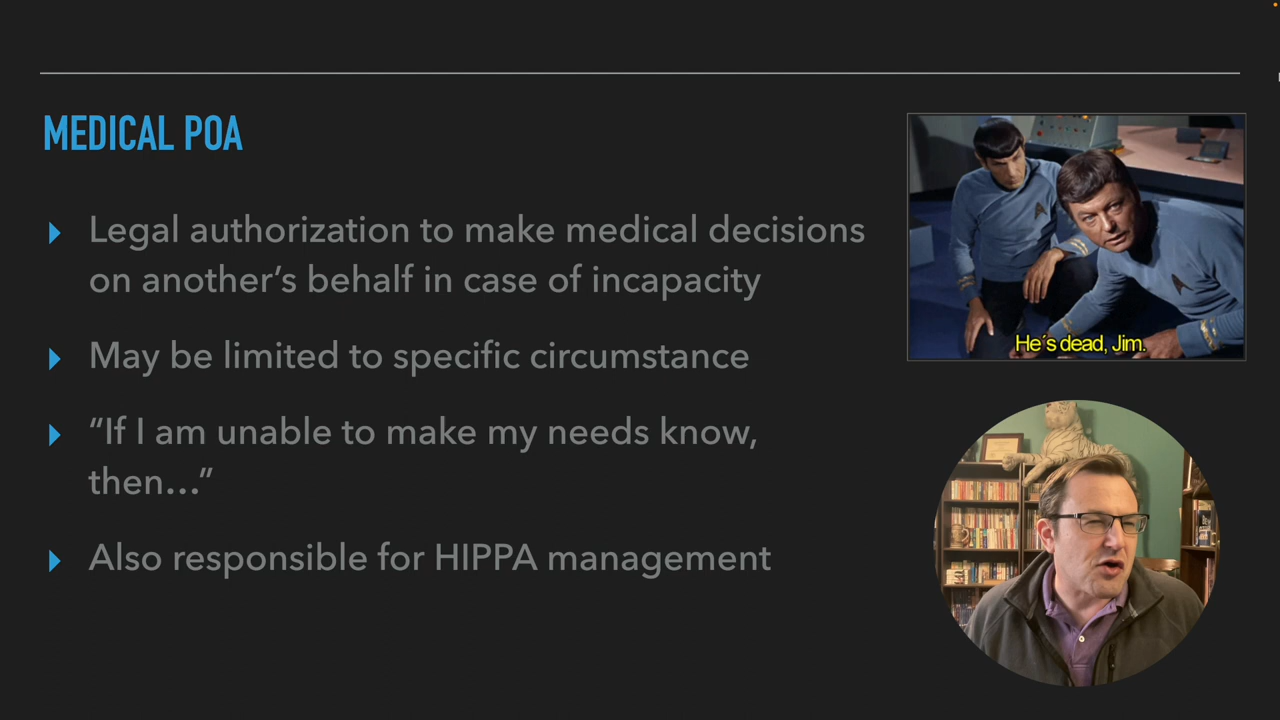 MEDICAL POA
Legal authorization to make medical decisions
on another’s behalf in case of incapacity
May be limited to specific circumstance
“If I am unable to make my needs know,
then…”
Also responsible for HIPPA management
He's dead, Jim.